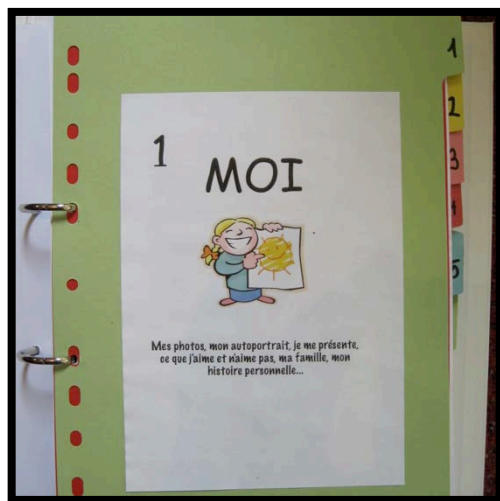 1
MOI
Mes photos, mon autoportrait, je me présente,
ce que j'aime et n'aime pas, ma famille, mon
histoire personnelle...
1
2
3
4
5